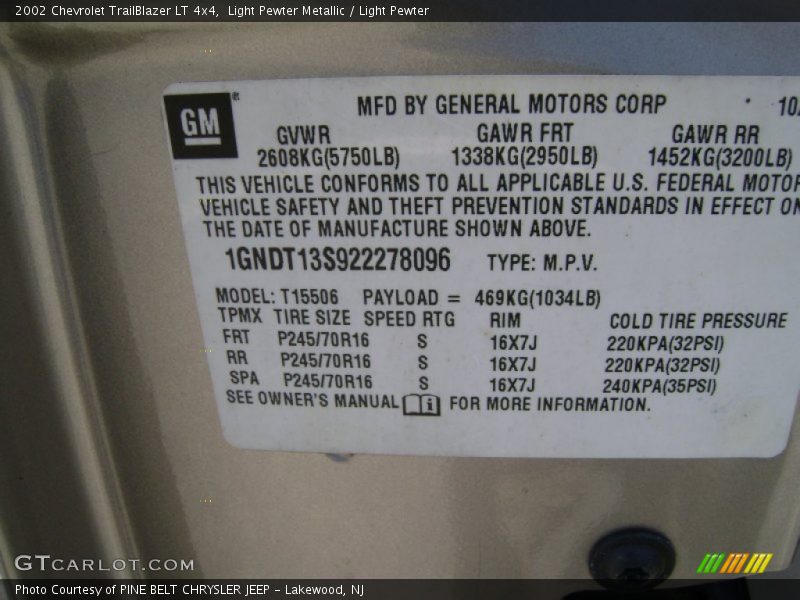 2002 Chevrolet TrailBlazer LT 4x4,  Light Pewter Metallic / Light Pewter
GM
MFD BY GENERAL MOTORS CORP 10/
GVWR GAWR FRT GAWR RR
2608KG(5750LB) 1338KG(2950LB) 1452KG(3200LB)
THIS VEHICLE CONFORMS TO ALL APPLICABLE U.S. FEDERAL MOTOR
VEHICLE SAFETY AND THEFT PREVENTION STANDARDS IN EFFECT ON
THE DATE OF MANUFACTURE SHOWN ABOVE.
1GNDT13S922278096 TYPE: M.P.V.
MODEL: T15506 PAYLOAD = 469KG(1034LB)
TPMX TIRE SIZE SPEED RTG RIM COLD TIRE PRESSURE
FRT P245/70R16 S 16X7J 220KPA(32PSI)
RR P245/70R16 S 16X7J 220KPA(32PSI)
SPA P245/70R16 S 16X7J 240KPA(35PSI)
SEE OWNER'S MANUAL i FOR MORE INFORMATION.
GTCARLOT.COM
Photo Courtesy of PINE BELT CHRYSLER JEEP - Lakewood, NJ